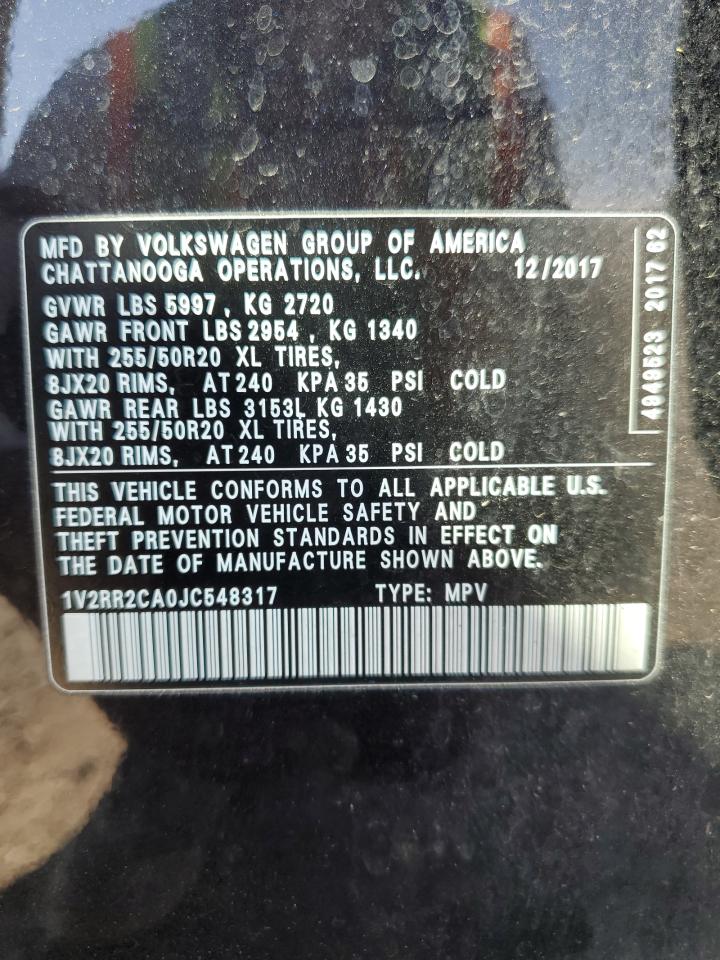 MFD BY VOLKSWAGEN GROUP OF AMERICA
CHATTANOOGA OPERATIONS, LLC. 12/2017
GVWR LBS 5997, KG 2720
GAWR FRONT LBS 2954, KG 1340
WITH 255/50R20 XL TIRES,
8JX20 RIMS, AT 240 KPA 35 PSI COLD
GAWR REAR LBS 3153L KG 1430
WITH 255/50R20 XL TIRES,
8JX20 RIMS, AT 240 KPA 35 PSI COLD
4949523 2017 62
THIS VEHICLE CONFORMS TO ALL APPLICABLE U.S.
FEDERAL MOTOR VEHICLE SAFETY AND
THEFT PREVENTION STANDARDS IN EFFECT ON
THE DATE OF MANUFACTURE SHOWN ABOVE.
1V2RR2CA0JC548317 TYPE: MPV